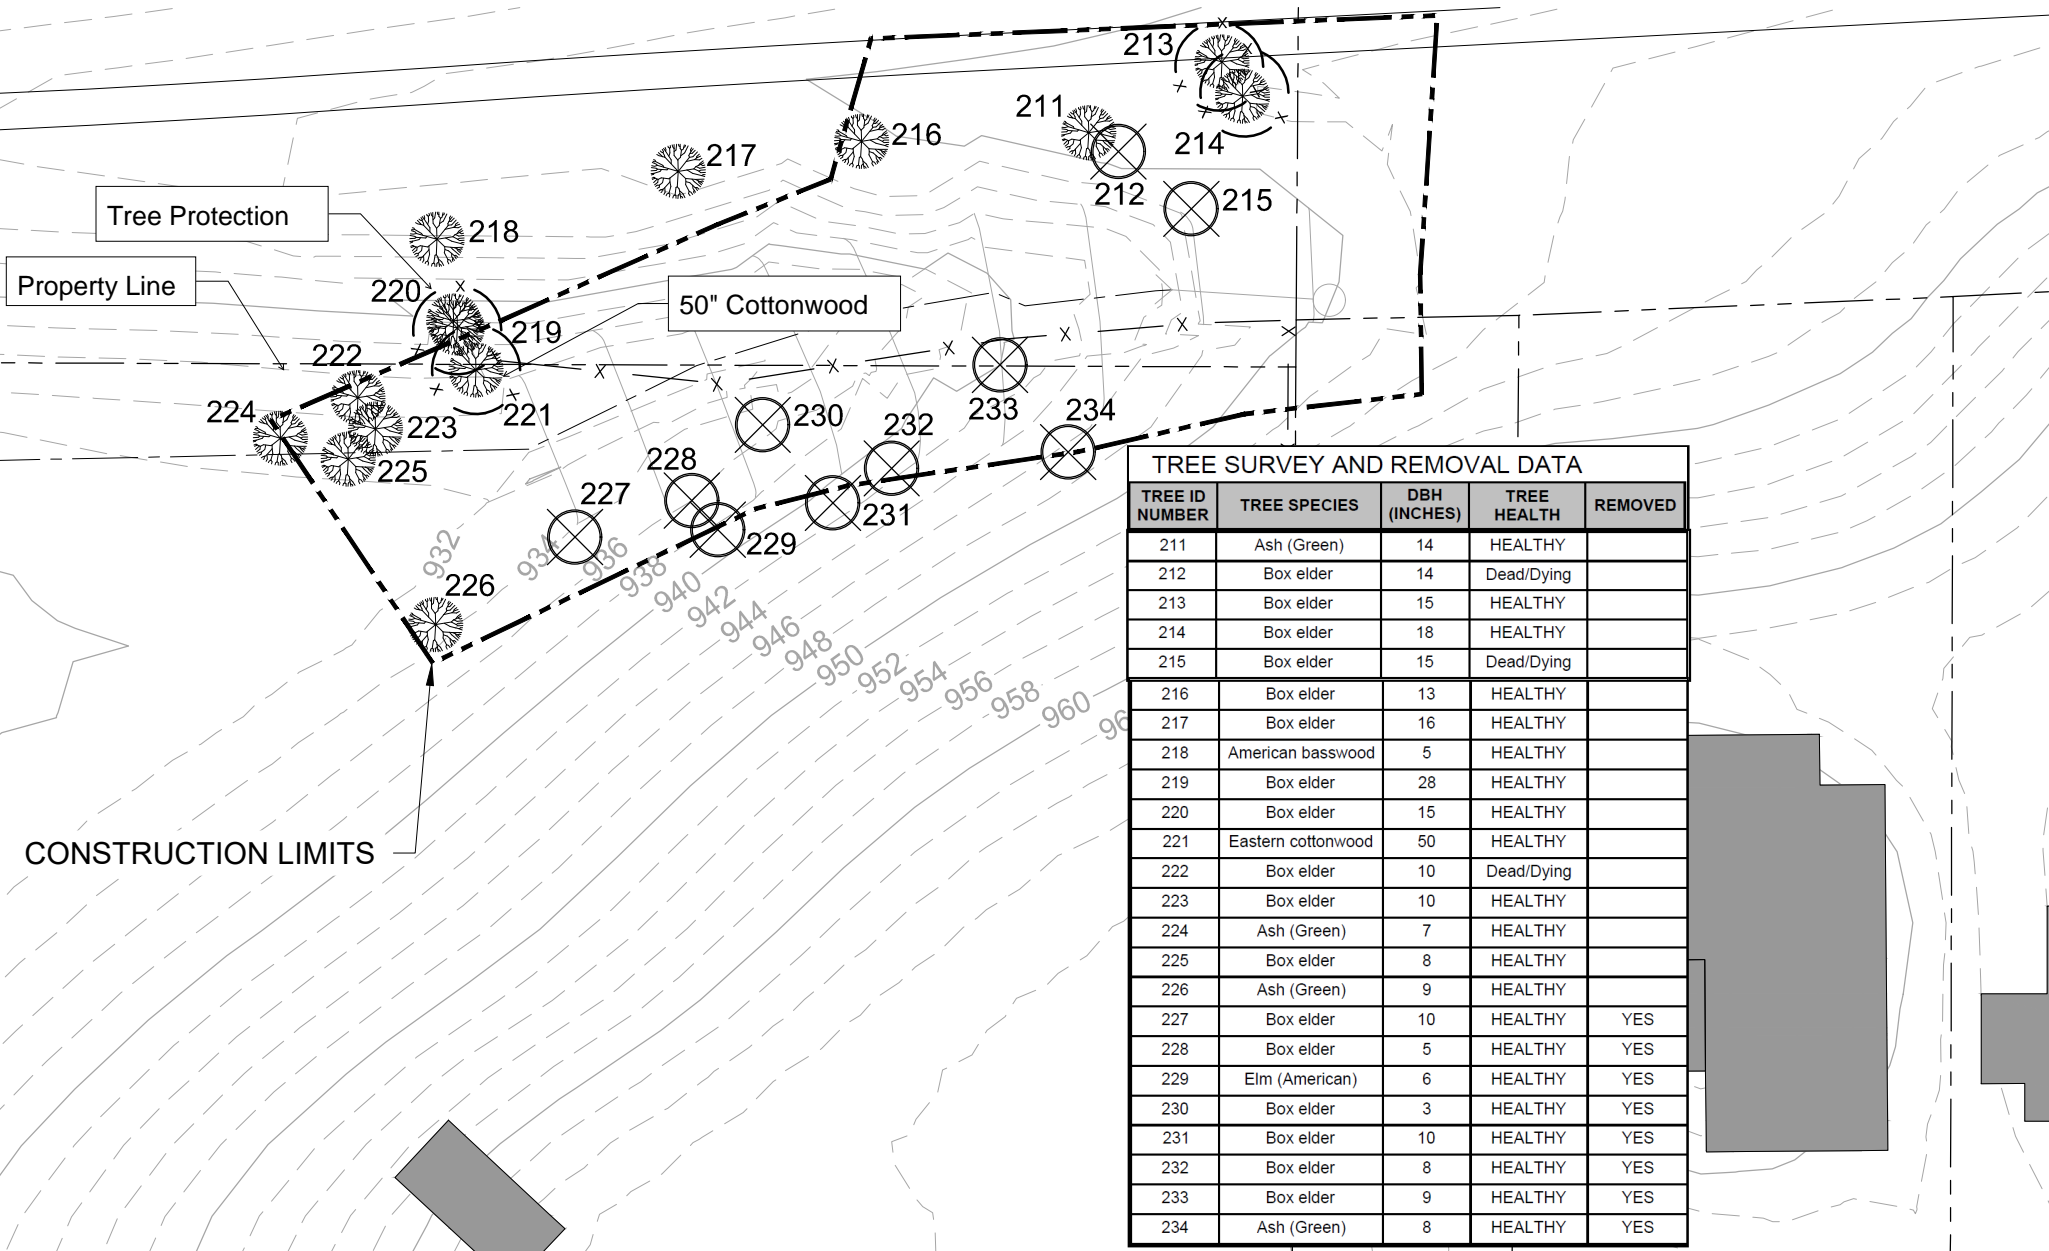 213
211
216
214
217
212
215
Tree Protection
218
Property Line
220
50" Cottonwood
219
222
224
221
223
230
233
234
232
225
228
227
231
229
226
932
934
936
938
940
942
944
946
948
950
952
954
956
958
960
96
CONSTRUCTION LIMITS
TREE SURVEY AND REMOVAL DATA
TREE ID NUMBER TREE SPECIES DBH (INCHES) TREE HEALTH REMOVED
211 Ash (Green) 14 HEALTHY
212 Box elder 14 Dead/Dying
213 Box elder 15 HEALTHY
214 Box elder 18 HEALTHY
215 Box elder 15 Dead/Dying
216 Box elder 13 HEALTHY
217 Box elder 16 HEALTHY
218 American basswood 5 HEALTHY
219 Box elder 28 HEALTHY
220 Box elder 15 HEALTHY
221 Eastern cottonwood 50 HEALTHY
222 Box elder 10 Dead/Dying
223 Box elder 10 HEALTHY
224 Ash (Green) 7 HEALTHY
225 Box elder 8 HEALTHY
226 Ash (Green) 9 HEALTHY
227 Box elder 10 HEALTHY YES
228 Box elder 5 HEALTHY YES
229 Elm (American) 6 HEALTHY YES
230 Box elder 3 HEALTHY YES
231 Box elder 10 HEALTHY YES
232 Box elder 8 HEALTHY YES
233 Box elder 9 HEALTHY YES
234 Ash (Green) 8 HEALTHY YES